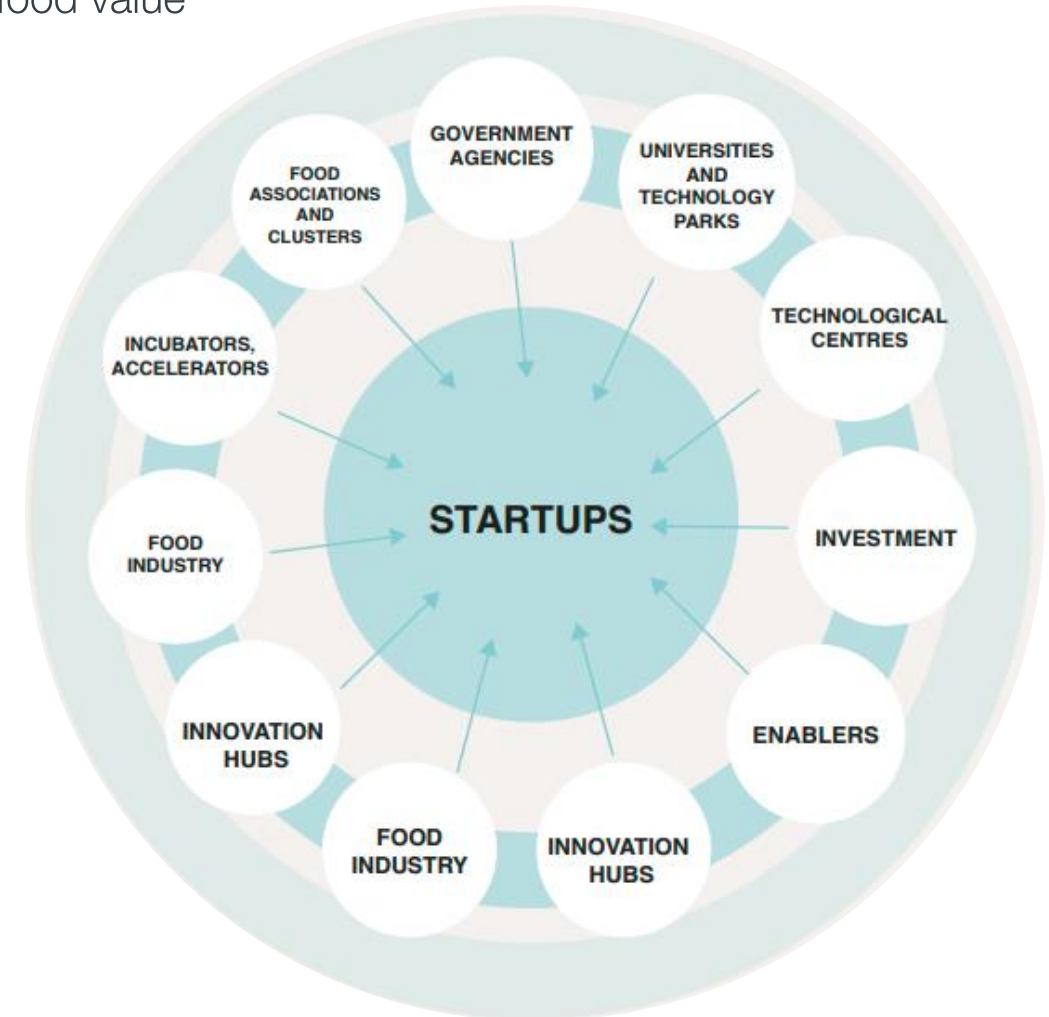 food value
GOVERNMENT
AGENCIES
UNIVERSITIES
AND
TECHNOLOGY
PARKS
FOOD
ASSOCIATIONS
AND
CLUSTERS
TECHNOLOGICAL
CENTRES
INCUBATORS,
ACCELERATORS
STARTUPS
INVESTMENT
FOOD
INDUSTRY
INNOVATION
HUBS
ENABLERS
FOOD
INDUSTRY
INNOVATION
HUBS